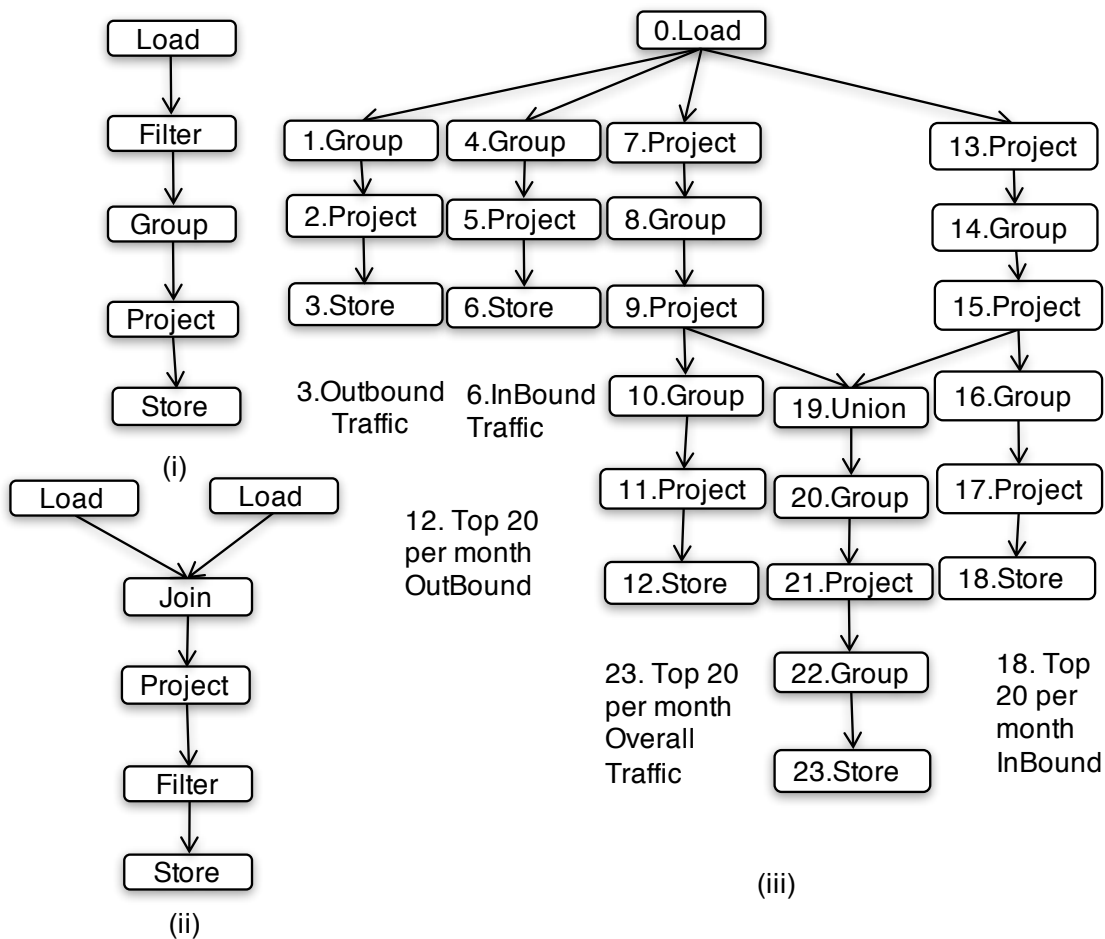 Load
Filter
Group
Project
Store
(i)
Load
Load
Join
Project
Filter
Store
(ii)
0.Load
1.Group
2.Project
3.Store
3.Outbound
Traffic
4.Group
5.Project
6.Store
6.InBound
Traffic
7.Project
8.Group
9.Project
10.Group
11.Project
12.Store
12. Top 20
per month
OutBound
13.Project
14.Group
15.Project
16.Group
17.Project
18.Store
18. Top
20 per
month
InBound
19.Union
20.Group
21.Project
22.Group
23.Store
23. Top 20
per month
Overall
Traffic
(iii)